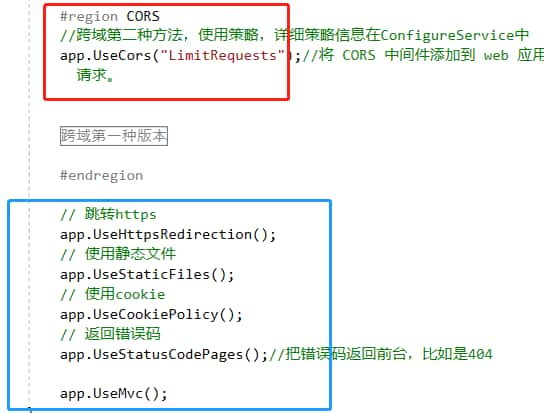 #region CORS
//跨域第二种方法，使用策略，详细策略信息在ConfigureService中
app.UseCors("LimitRequests");//将 CORS 中间件添加到 web 应用
请求。
跨域第一种版本
#endregion
// 跳转https
app.UseHttpsRedirection();
// 使用静态文件
app.UseStaticFiles();
// 使用cookie
app.UseCookiePolicy();
// 返回错误码
app.UseStatusCodePages();//把错误码返回前台，比如是404
app.UseMvc();
}